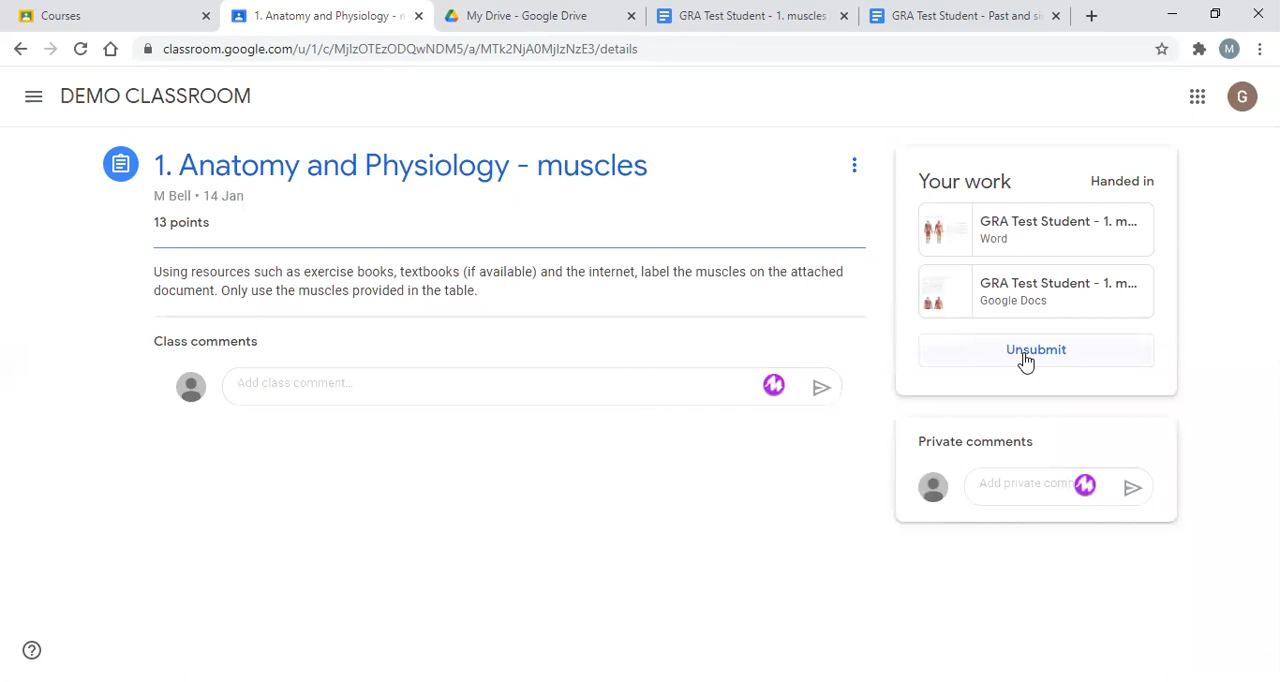 Courses
1. Anatomy and Physiology -
My Drive - Google Drive
GRA Test Student - 1. muscles
GRA Test Student - Past and si
classroom.google.com/u/1/c/MjIzOTEzODQwNDM5/a/MTk2NjA0MjIzNzE3/details
M
DEMO CLASSROOM
G
1. Anatomy and Physiology - muscles
M Bell • 14 Jan
13 points
Using resources such as exercise books, textbooks (if available) and the internet, label the muscles on the attached
document. Only use the muscles provided in the table.
Class comments
Add class comment...
Your work
Handed in
GRA Test Student - 1. m...
Word
GRA Test Student - 1. m...
Google Docs
Unsubmit
Private comments
Add private comm